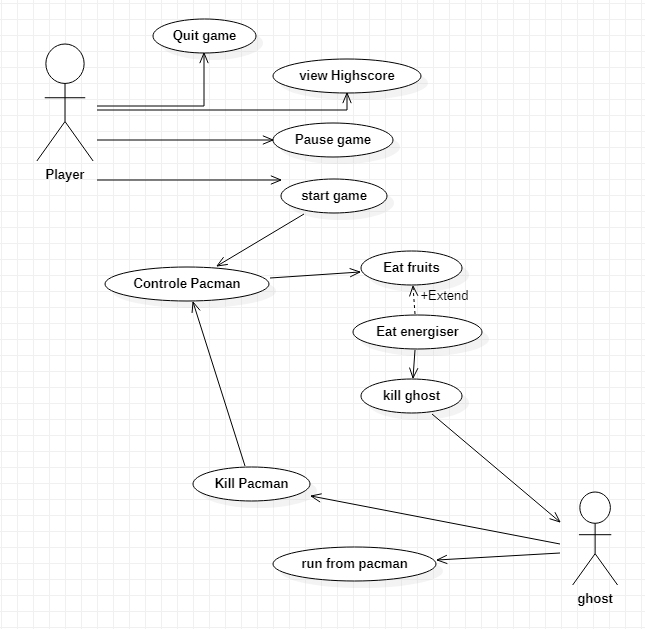 Quit game
view Highscore
Pause game
Player
start game
Eat fruits
Controle Pacman
+Extend
Eat energiser
kill ghost
Kill Pacman
run from pacman
ghost